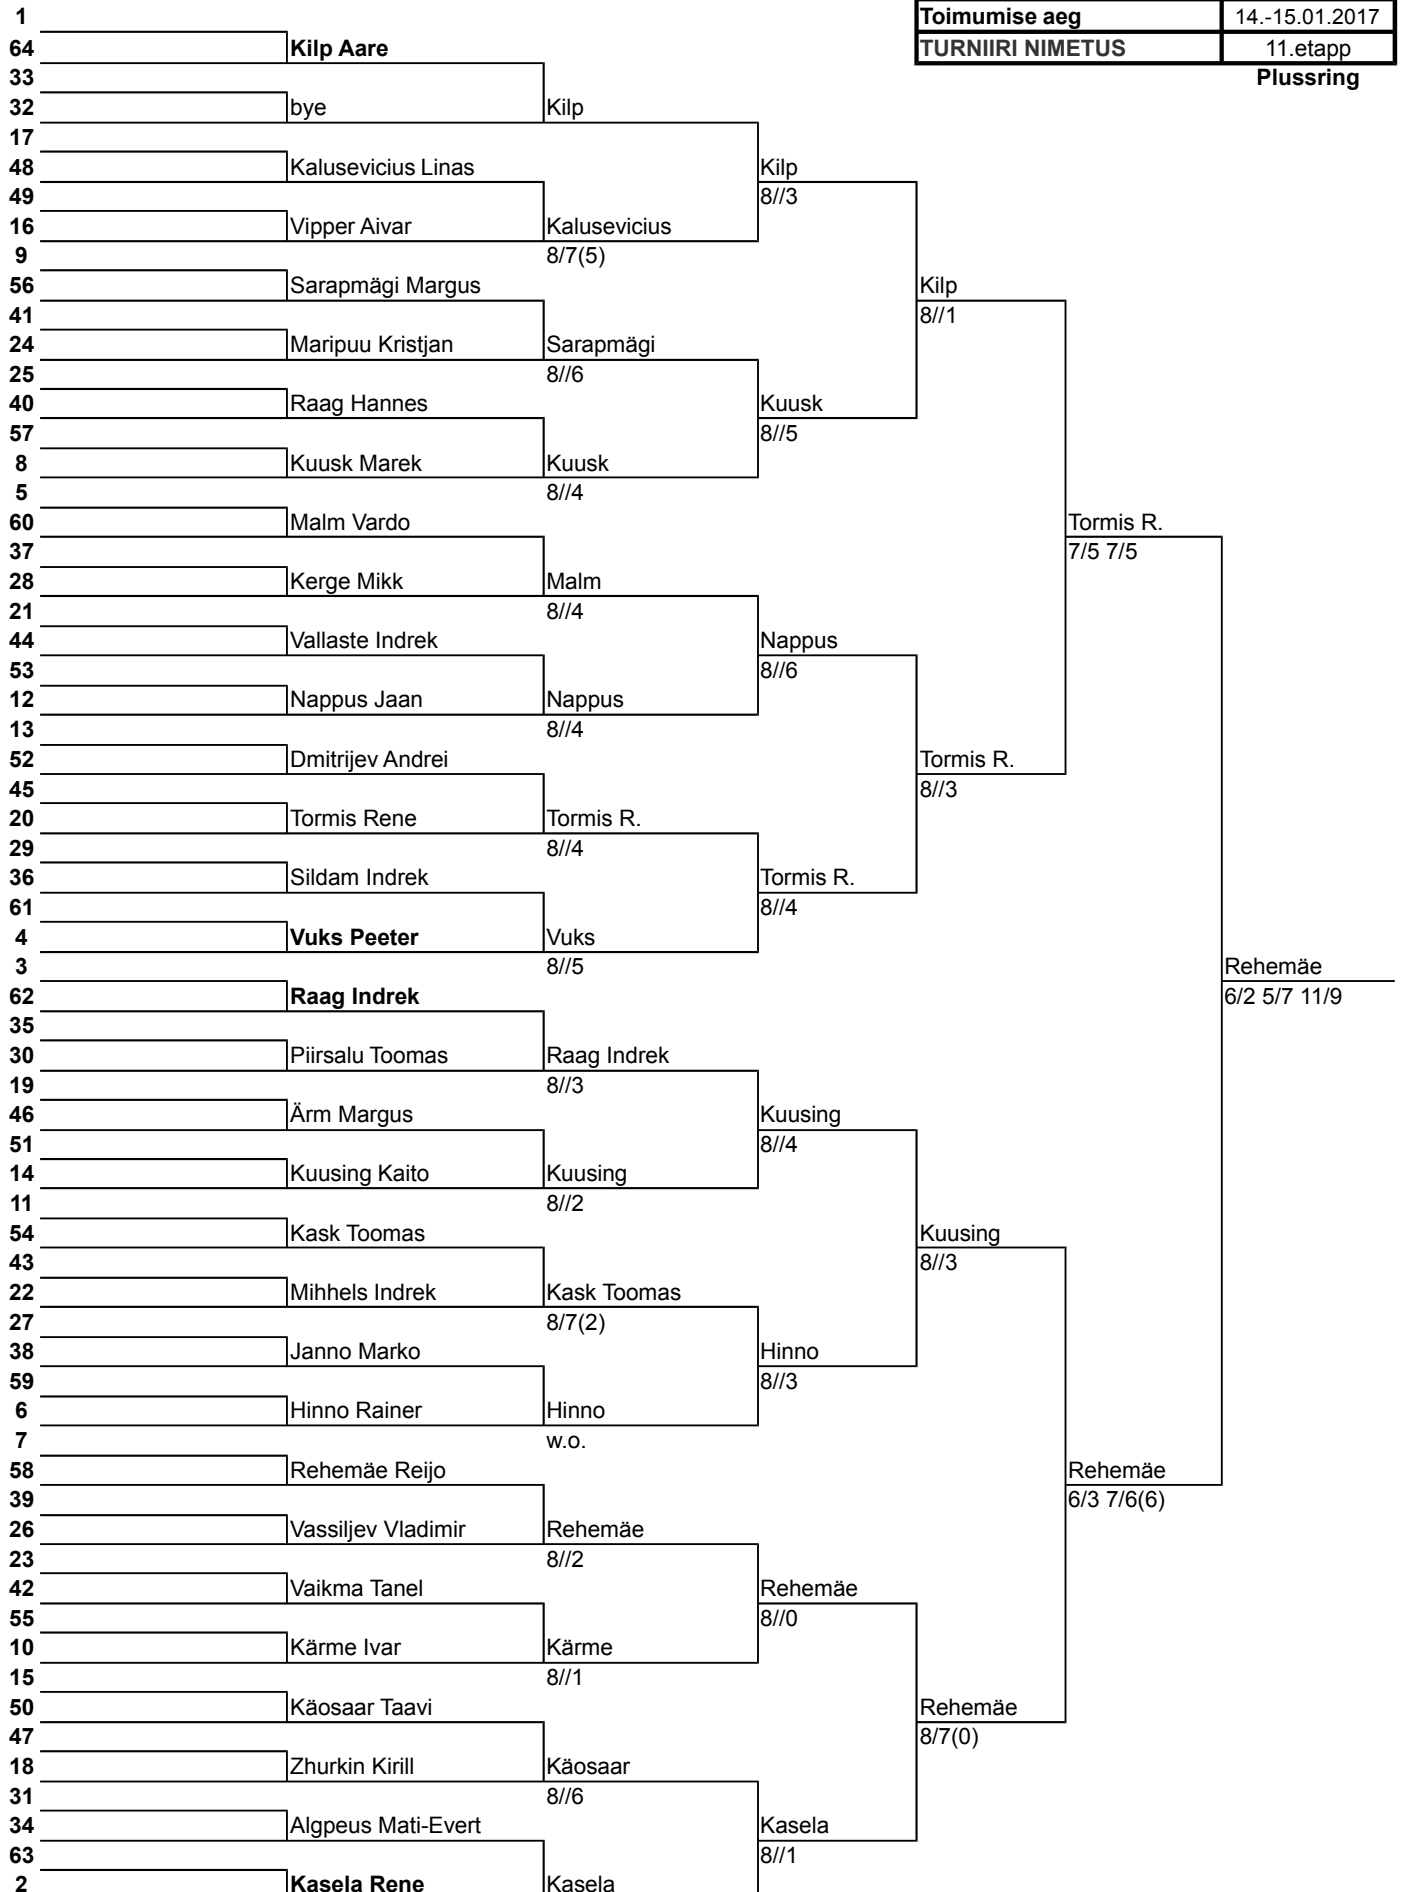 1
Toimumise aeg 14.-15.01.2017
64 Kilp Aare TURNIIRI NIMETUS 11.etapp
33 Plussring
32 bye Kilp
17
48 Kalusevicius Linas Kilp
49 8//3
16 Vipper Aivar Kalusevicius
9 8/7(5)
56 Sarapmägi Margus Kilp
41 8//1
24 Maripuu Kristjan Sarapmägi
25 8//6
40 Raag Hannes Kuusk
57 8//5
8 Kuusk Marek Kuusk
5 8//4
60 Malm Vardo Tormis R.
37 7/5 7/5
28 Kerge Mikk Malm
21 8//4
44 Vallaste Indrek Nappus
53 8//6
12 Nappus Jaan Nappus
13 8//4
52 Dmitrijev Andrei Tormis R.
45 8//3
20 Tormis Rene Tormis R.
29 8//4
36 Sildam Indrek Tormis R.
61 8//4
4 Vuks Peeter Vuks
3 8//5 Rehemäe
62 Raag Indrek 6/2 5/7 11/9
35
30 Piirsalu Toomas Raag Indrek
19 8//3
46 Ärm Margus Kuusing
51 8//4
14 Kuusing Kaito Kuusing
11 8//2
54 Kask Toomas Kuusing
43 8//3
22 Mihhels Indrek Kask Toomas
27 8/7(2)
38 Janno Marko Hinno
59 8//3
6 Hinno Rainer Hinno
7 w.o.
58 Rehemäe Reijo Rehemäe
39 6/3 7/6(6)
26 Vassiljev Vladimir Rehemäe
23 8//2
42 Vaikma Tanel Rehemäe
55 8//0
10 Kärme Ivar Kärme
15 8//1
50 Käosaar Taavi Rehemäe
47 8/7(0)
18 Zhurkin Kirill Käosaar
31 8//6
34 Algpeus Mati-Evert Kasela
63 8//1
2 Kasela Rene Kasela